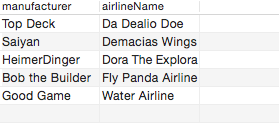 manufacturer airlineName
Top Deck Da Dealio Doe
Saiyan Demacias Wings
HeimerDinger Dora The Explora
Bob the Builder Fly Panda Airline
Good Game Water Airline